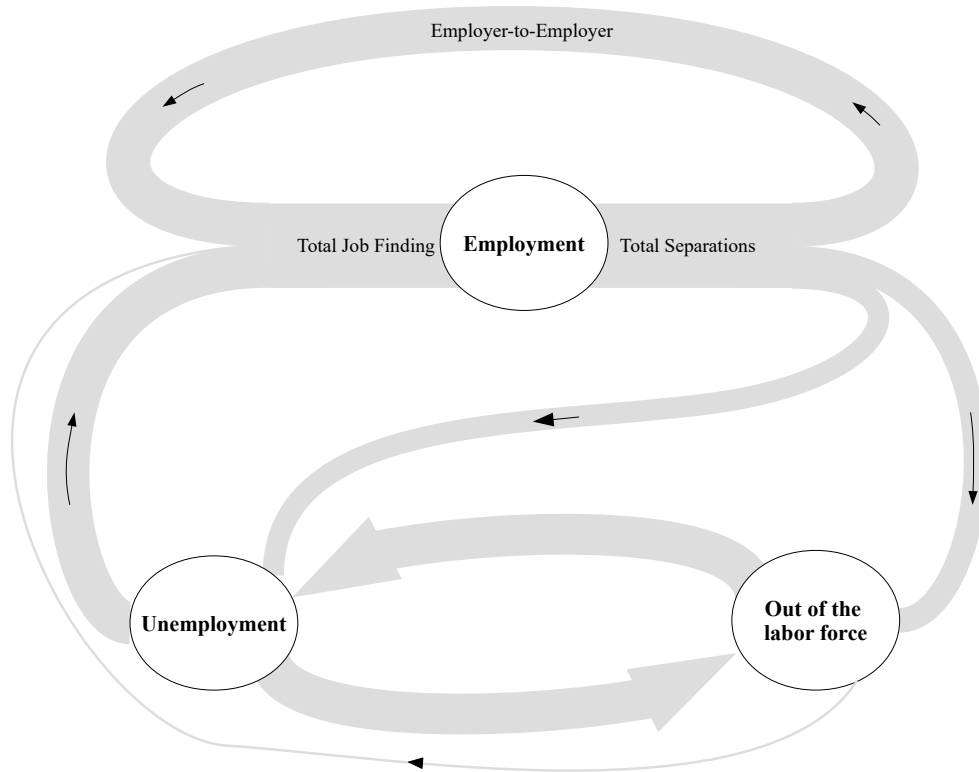 Employer-to-Employer
Total Job Finding
Employment
Total Separations
Unemployment
Out of the
labor force